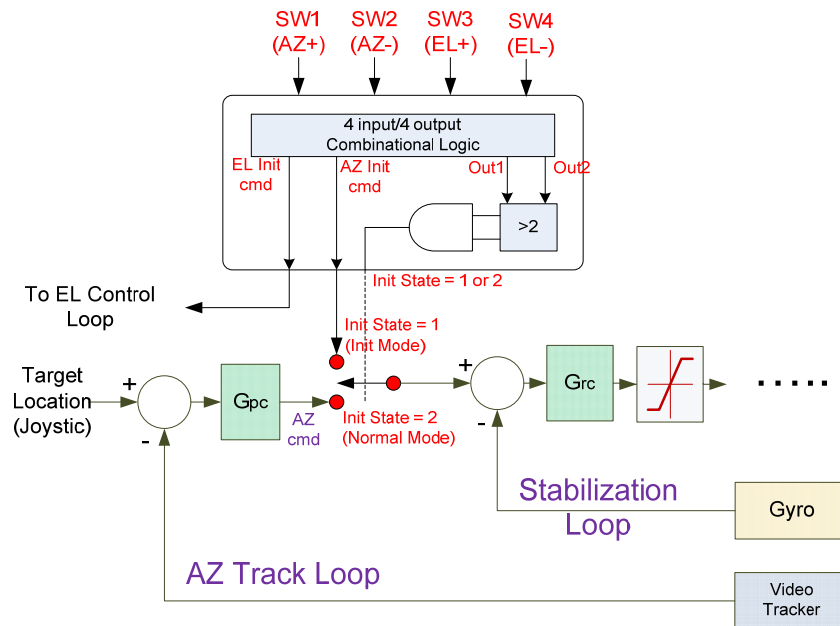 SW1
(AZ+)
SW2
(AZ-)
SW3
(EL+)
SW4
(EL-)
4 input/4 output
Combinational Logic
EL Init
cmd
AZ Init
cmd
Out1
Out2
>2
Init State = 1 or 2
To EL Control
Loop
Init State = 1
(Init Mode)
Target
Location
(Joystic)
+
-
Gpc
AZ
cmd
Init State = 2
(Normal Mode)
+
-
Grc
.....
Stabilization
Loop
Gyro
AZ Track Loop
Video
Tracker